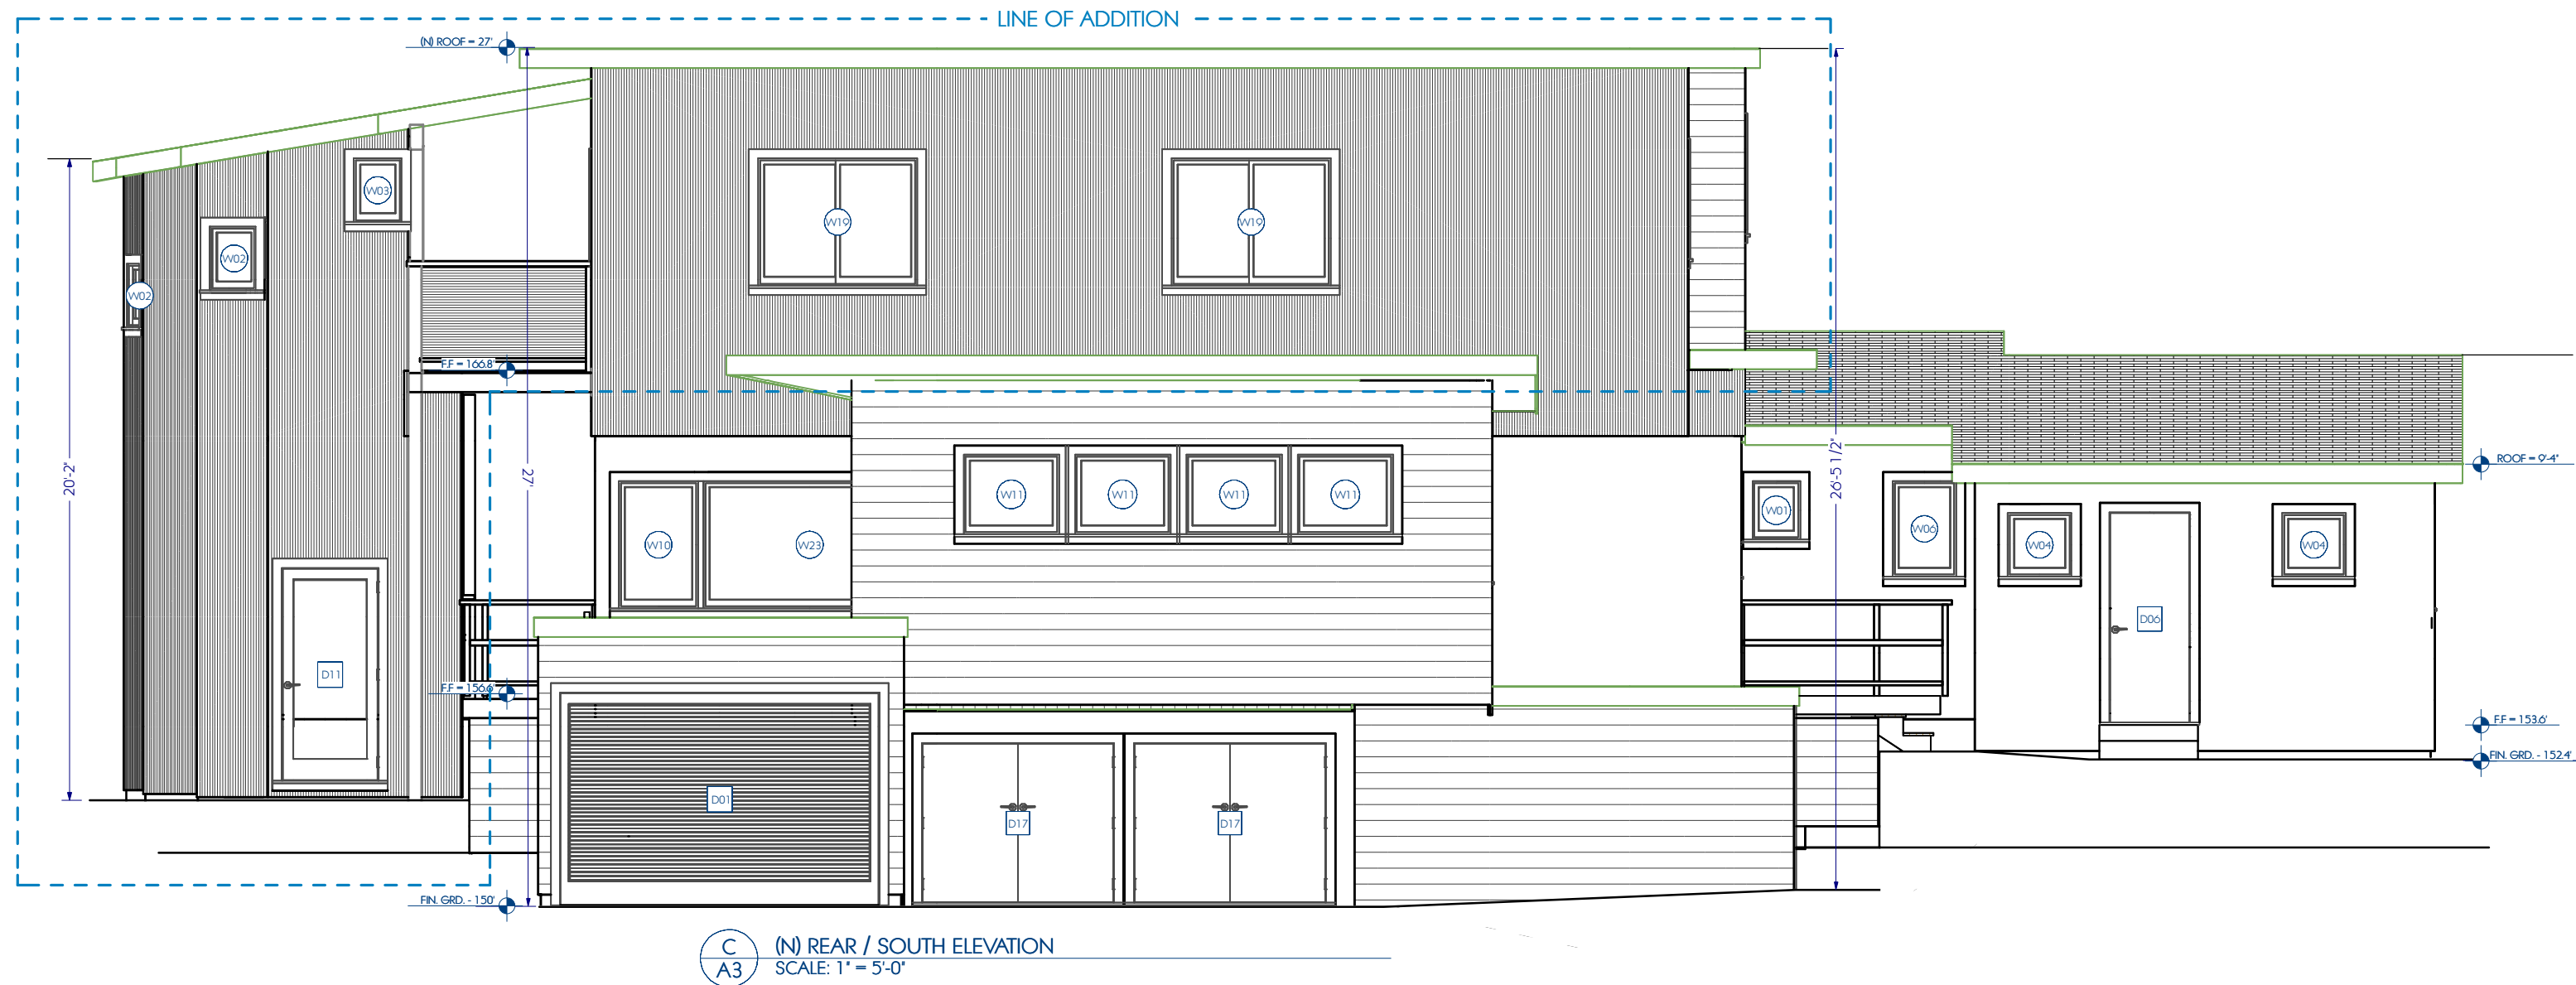 LINE OF ADDITION
(N) ROOF = 27'
W03
W19
W19
W02
W02
F.F = 166.8'
20'-2"
27'
26'-5 1/2"
ROOF = 9'-4"
W11
W11
W11
W11
W01
W06
W10
W23
W04
W04
D06
D11
F.F = 156.6'
F.F = 153.6'
FIN. GRD. - 152.4'
D01
D17
D17
FIN. GRD. - 150'
C
A3
(N) REAR / SOUTH ELEVATION
SCALE: 1" = 5'-0"